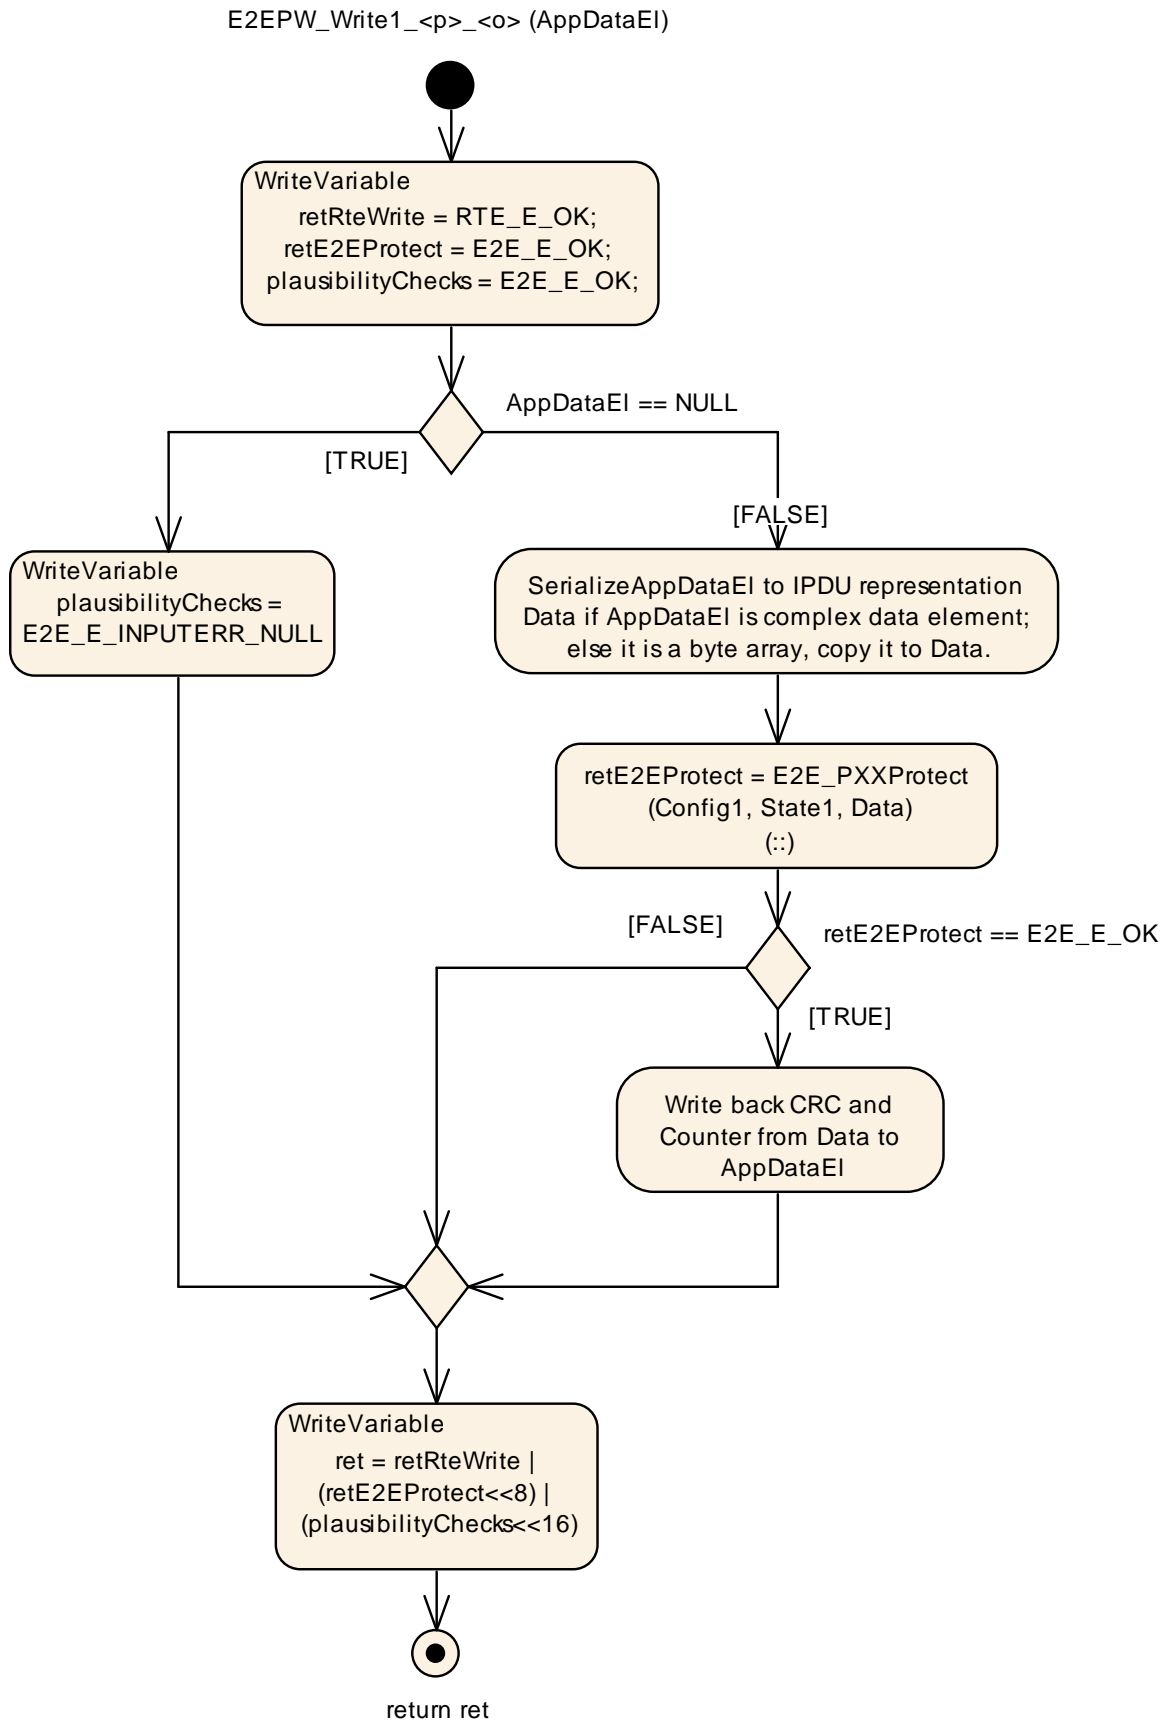 E2EPW_Write1_<p>_<o> (AppDataEl)
WriteVariable
retRteWrite = RTE_E_OK;
retE2EProtect = E2E_E_OK;
plausibilityChecks = E2E_E_OK;
AppDataEl == NULL
[TRUE]
[FALSE]
WriteVariable
plausibilityChecks =
E2E_E_INPUTERR_NULL
SerializeAppDataEl to IPDU representation
Data if AppDataEl is complex data element;
else it is a byte array, copy it to Data.
retE2EProtect = E2E_PXXProtect
(Config1, State1, Data)
(::)
[FALSE]
retE2EProtect == E2E_E_OK
[TRUE]
Write back CRC and
Counter from Data to
AppDataEl
WriteVariable
ret = retRteWrite |
(retE2EProtect<<8) |
(plausibilityChecks<<16)
return ret